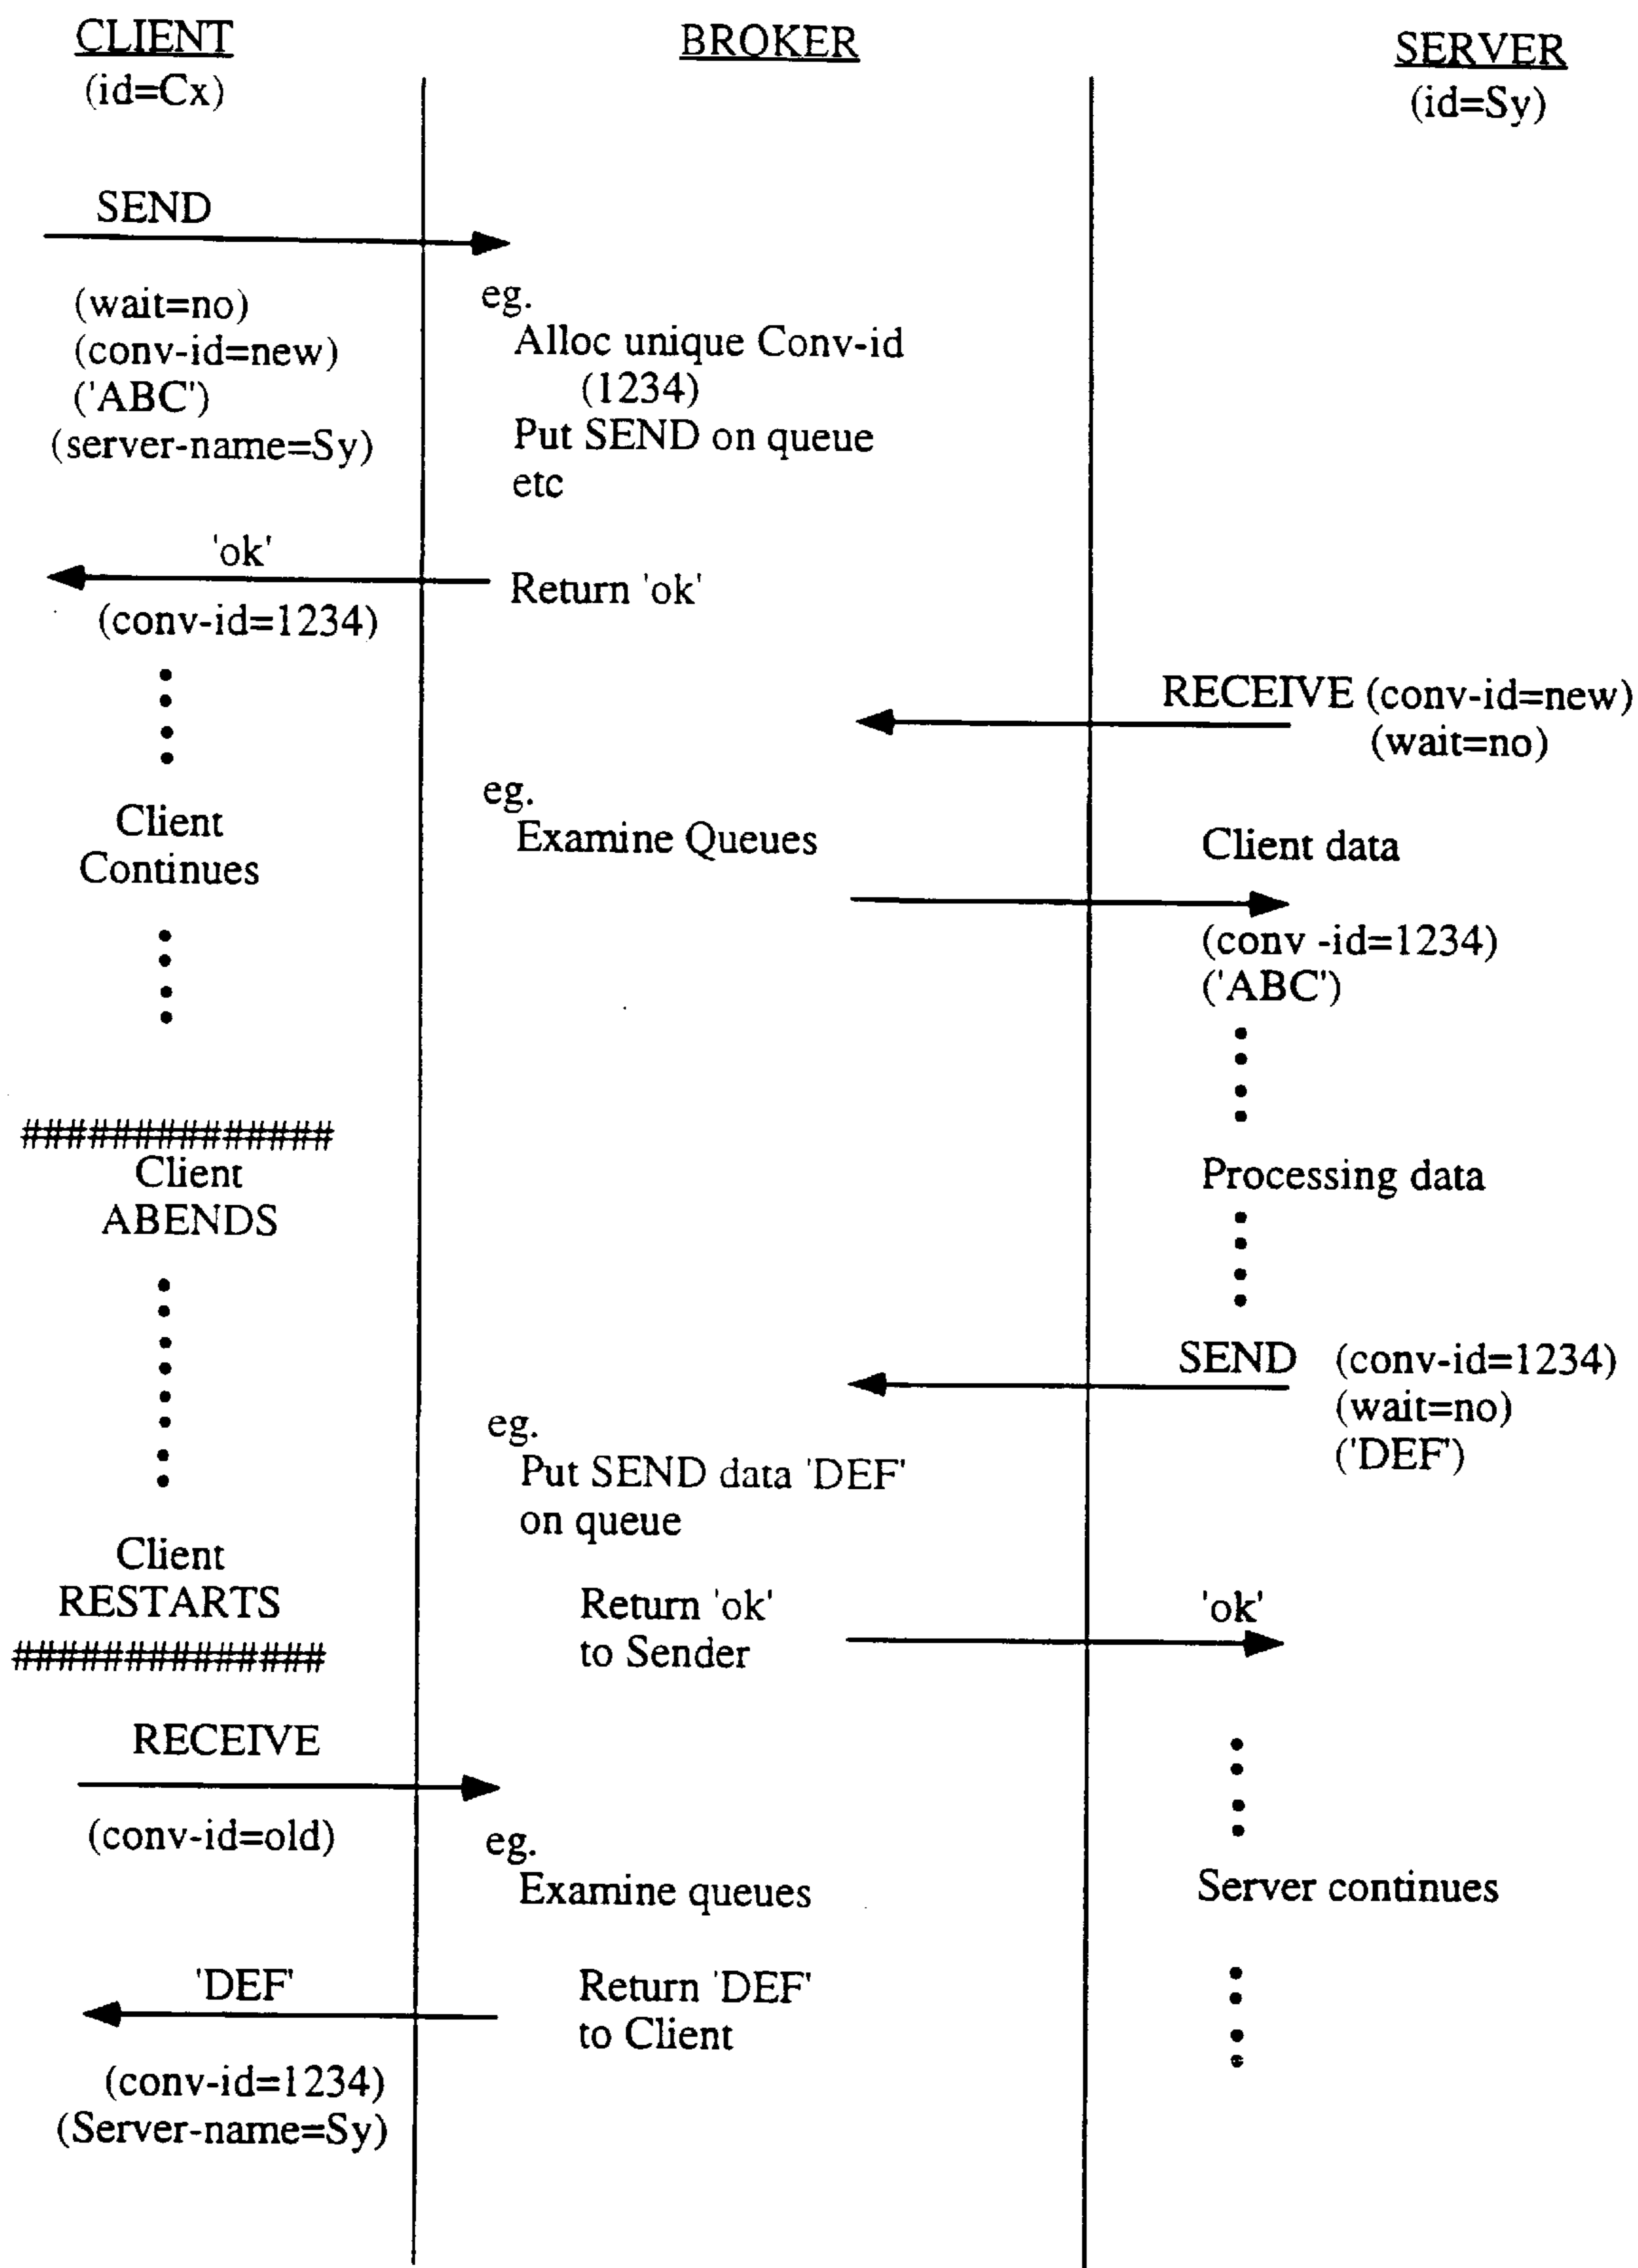 CLIENT
(id=Cx)
BROKER
SERVER
(id=Sy)
SEND
(wait=no)
(conv-id=new)
('ABC')
(server-name=Sy)
eg.
Alloc unique Conv-id
(1234)
Put SEND on queue
etc
'ok'
(conv-id=1234)
Return 'ok'
RECEIVE (conv-id=new)
(wait=no)
Client
Continues
eg.
Examine Queues
Client data
(conv -id=1234)
('ABC')
##############
Client
ABENDS
Processing data
SEND (conv-id=1234)
(wait=no)
('DEF')
eg.
Put SEND data 'DEF'
on queue
Client
RESTARTS
##############
Return 'ok'
to Sender
'ok'
RECEIVE
(conv-id=old)
eg.
Examine queues
Server continues
'DEF'
(conv-id=1234)
(Server-name=Sy)
Return 'DEF'
to Client